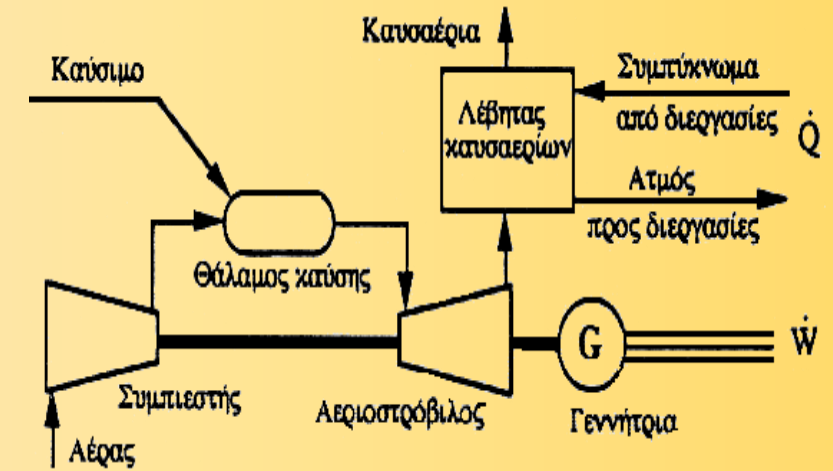 Καυσαέρια
Καύσιμο
Συμπύκνωμα
από διεργασίες
Q̇
Λέβητας
καυσαερίων
Ατμός
προς διεργασίες
Θάλαμος καύσης
G
Ẇ
Συμπιεστής
Αεριοστρόβιλος
Γεννήτρια
Αέρας